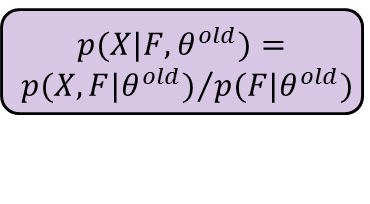 p(X|F, θ^old) =
p(X, F|θ^old)/p(F|θ^old)